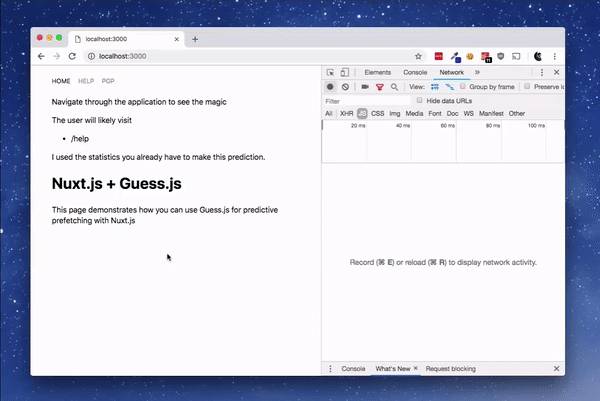 localhost:3000
localhost:3000
HOME HELP PGP
Navigate through the application to see the magic
The user will likely visit
• /help
I used the statistics you already have to make this prediction.
Nuxt.js + Guess.js
This page demonstrates how you can use Guess.js for predictive
prefetching with Nuxt.js
Elements Console Network »
View: Group by frame Preserve lo
Filter Hide data URLs
All XHR JS CSS Img Media Font Doc WS Manifest Other
20 ms 40 ms 60 ms 80 ms 100 ms
Record (⌘ E) or reload (⌘ R) to display network activity.
Console What's New Request blocking